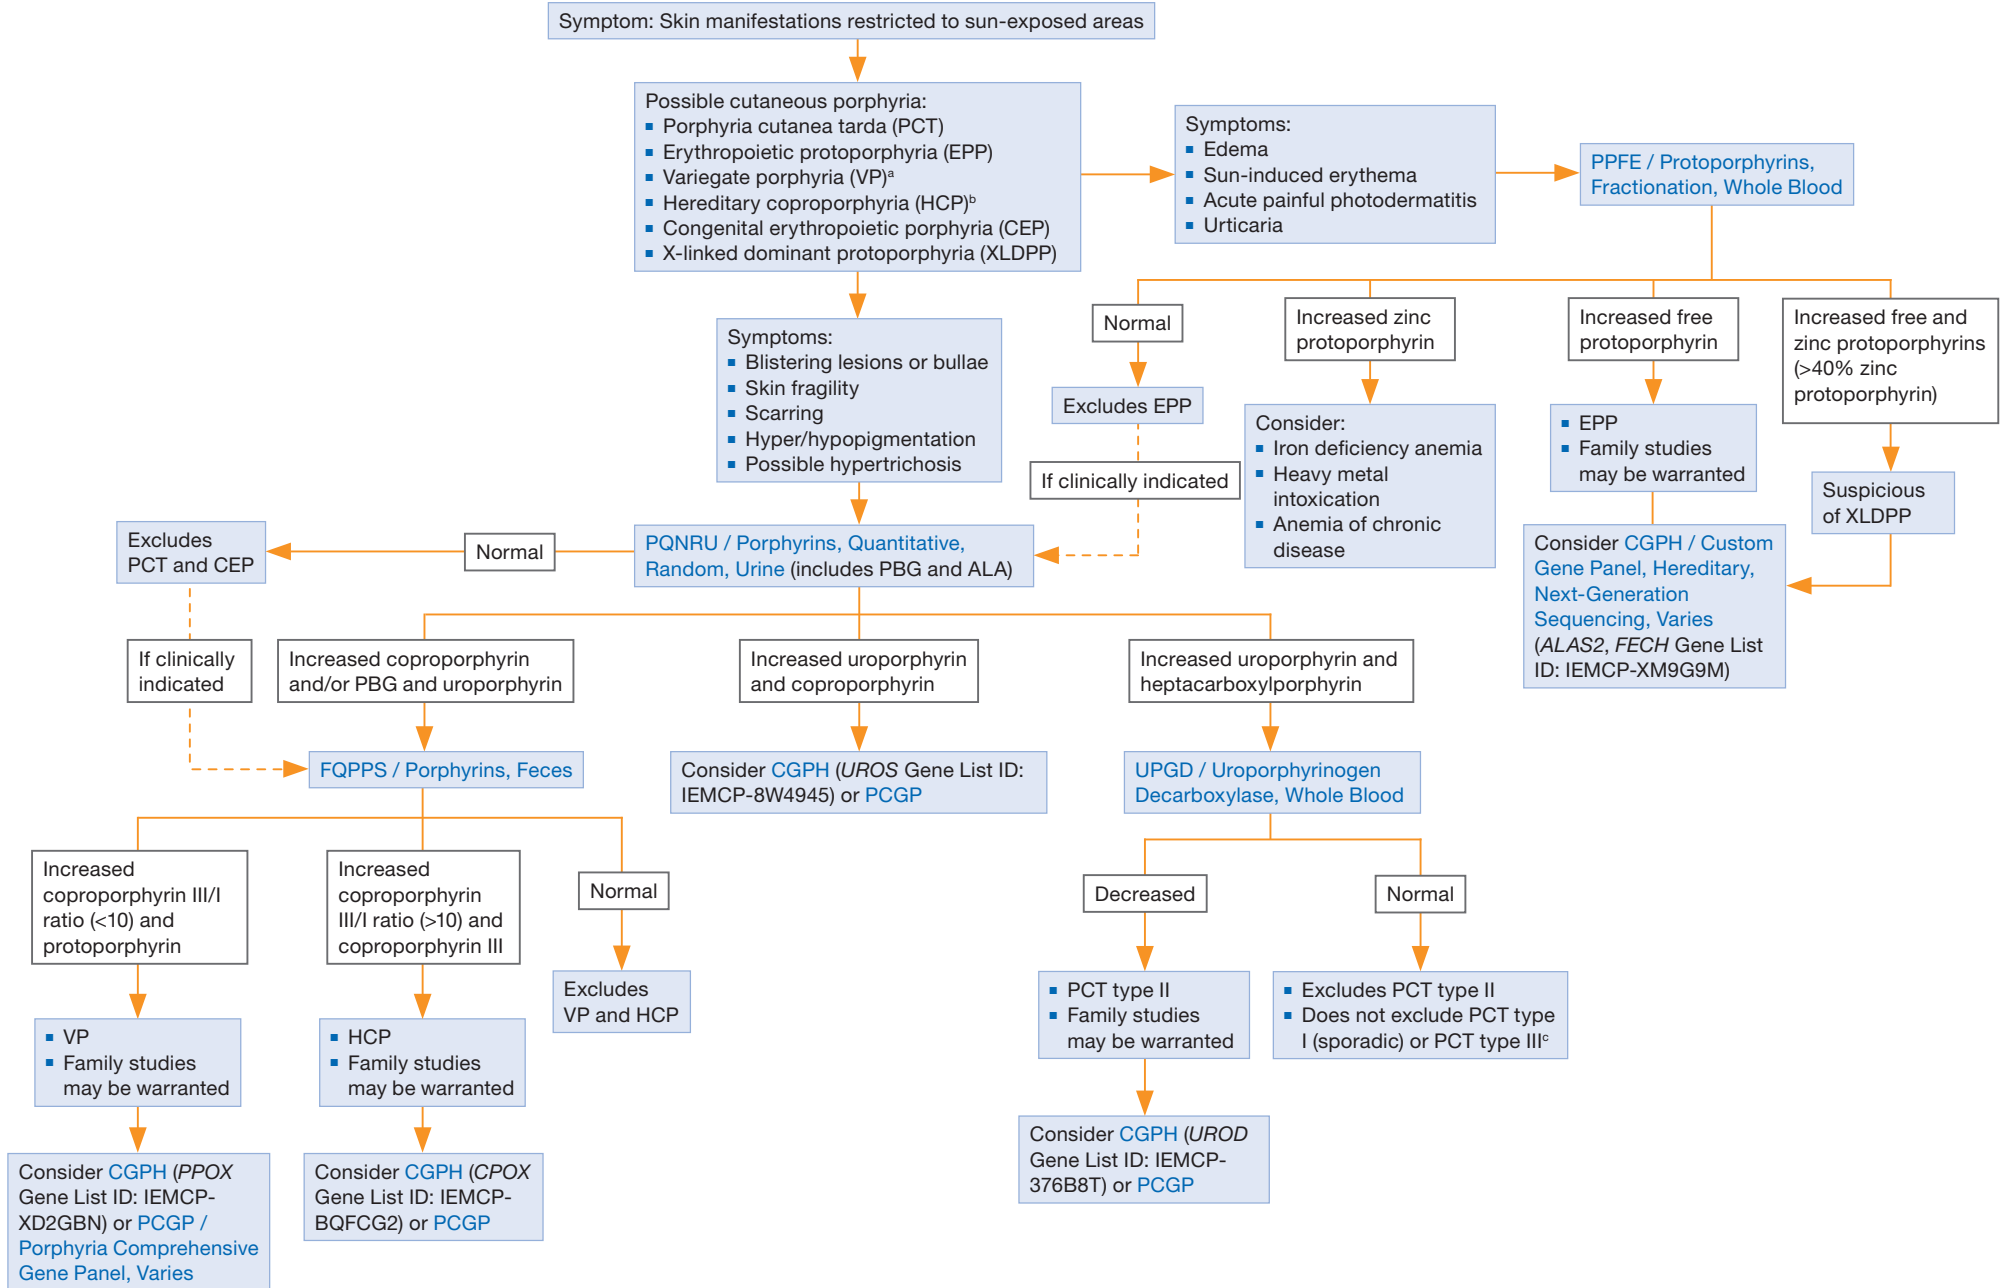 Symptom: Skin manifestations restricted to sun-exposed areas
Possible cutaneous porphyria:
▪ Porphyria cutanea tarda (PCT)
▪ Erythropoietic protoporphyria (EPP)
▪ Variegate porphyria (VP)ᵃ
▪ Hereditary coproporphyria (HCP)ᵇ
▪ Congenital erythropoietic porphyria (CEP)
▪ X-linked dominant protoporphyria (XLDPP)
Symptoms:
▪ Edema
▪ Sun-induced erythema
▪ Acute painful photodermatitis
▪ Urticaria
PPFE / Protoporphyrins,
Fractionation, Whole Blood
Normal
Increased zinc
protoporphyrin
Increased free
protoporphyrin
Increased free and
zinc protoporphyrins
(>40% zinc
protoporphyrin)
Excludes EPP
Consider:
▪ Iron deficiency anemia
▪ Heavy metal
intoxication
▪ Anemia of chronic
disease
▪ EPP
▪ Family studies
may be warranted
Suspicious
of XLDPP
If clinically indicated
Consider CGPH / Custom
Gene Panel, Hereditary,
Next-Generation
Sequencing, Varies
(ALAS2, FECH Gene List
ID: IEMCP-XM9G9M)
Symptoms:
▪ Blistering lesions or bullae
▪ Skin fragility
▪ Scarring
▪ Hyper/hypopigmentation
▪ Possible hypertrichosis
PQNRU / Porphyrins, Quantitative,
Random, Urine (includes PBG and ALA)
Normal
Excludes
PCT and CEP
If clinically
indicated
Increased coproporphyrin
and/or PBG and uroporphyrin
Increased uroporphyrin
and coproporphyrin
Increased uroporphyrin and
heptacarboxylporphyrin
FQPPS / Porphyrins, Feces
Consider CGPH (UROS Gene List ID:
IEMCP-8W4945) or PCGP
UPGD / Uroporphyrinogen
Decarboxylase, Whole Blood
Increased
coproporphyrin III/I
ratio (<10) and
protoporphyrin
Increased
coproporphyrin
III/I ratio (>10) and
coproporphyrin III
Normal
Decreased
Normal
▪ VP
▪ Family studies
may be warranted
▪ HCP
▪ Family studies
may be warranted
Excludes
VP and HCP
▪ PCT type II
▪ Family studies
may be warranted
▪ Excludes PCT type II
▪ Does not exclude PCT type
I (sporadic) or PCT type IIIᶜ
Consider CGPH (PPOX
Gene List ID: IEMCP-
XD2GBN) or PCGP /
Porphyria Comprehensive
Gene Panel, Varies
Consider CGPH (CPOX
Gene List ID: IEMCP-
BQFCG2) or PCGP
Consider CGPH (UROD
Gene List ID: IEMCP-
376B8T) or PCGP